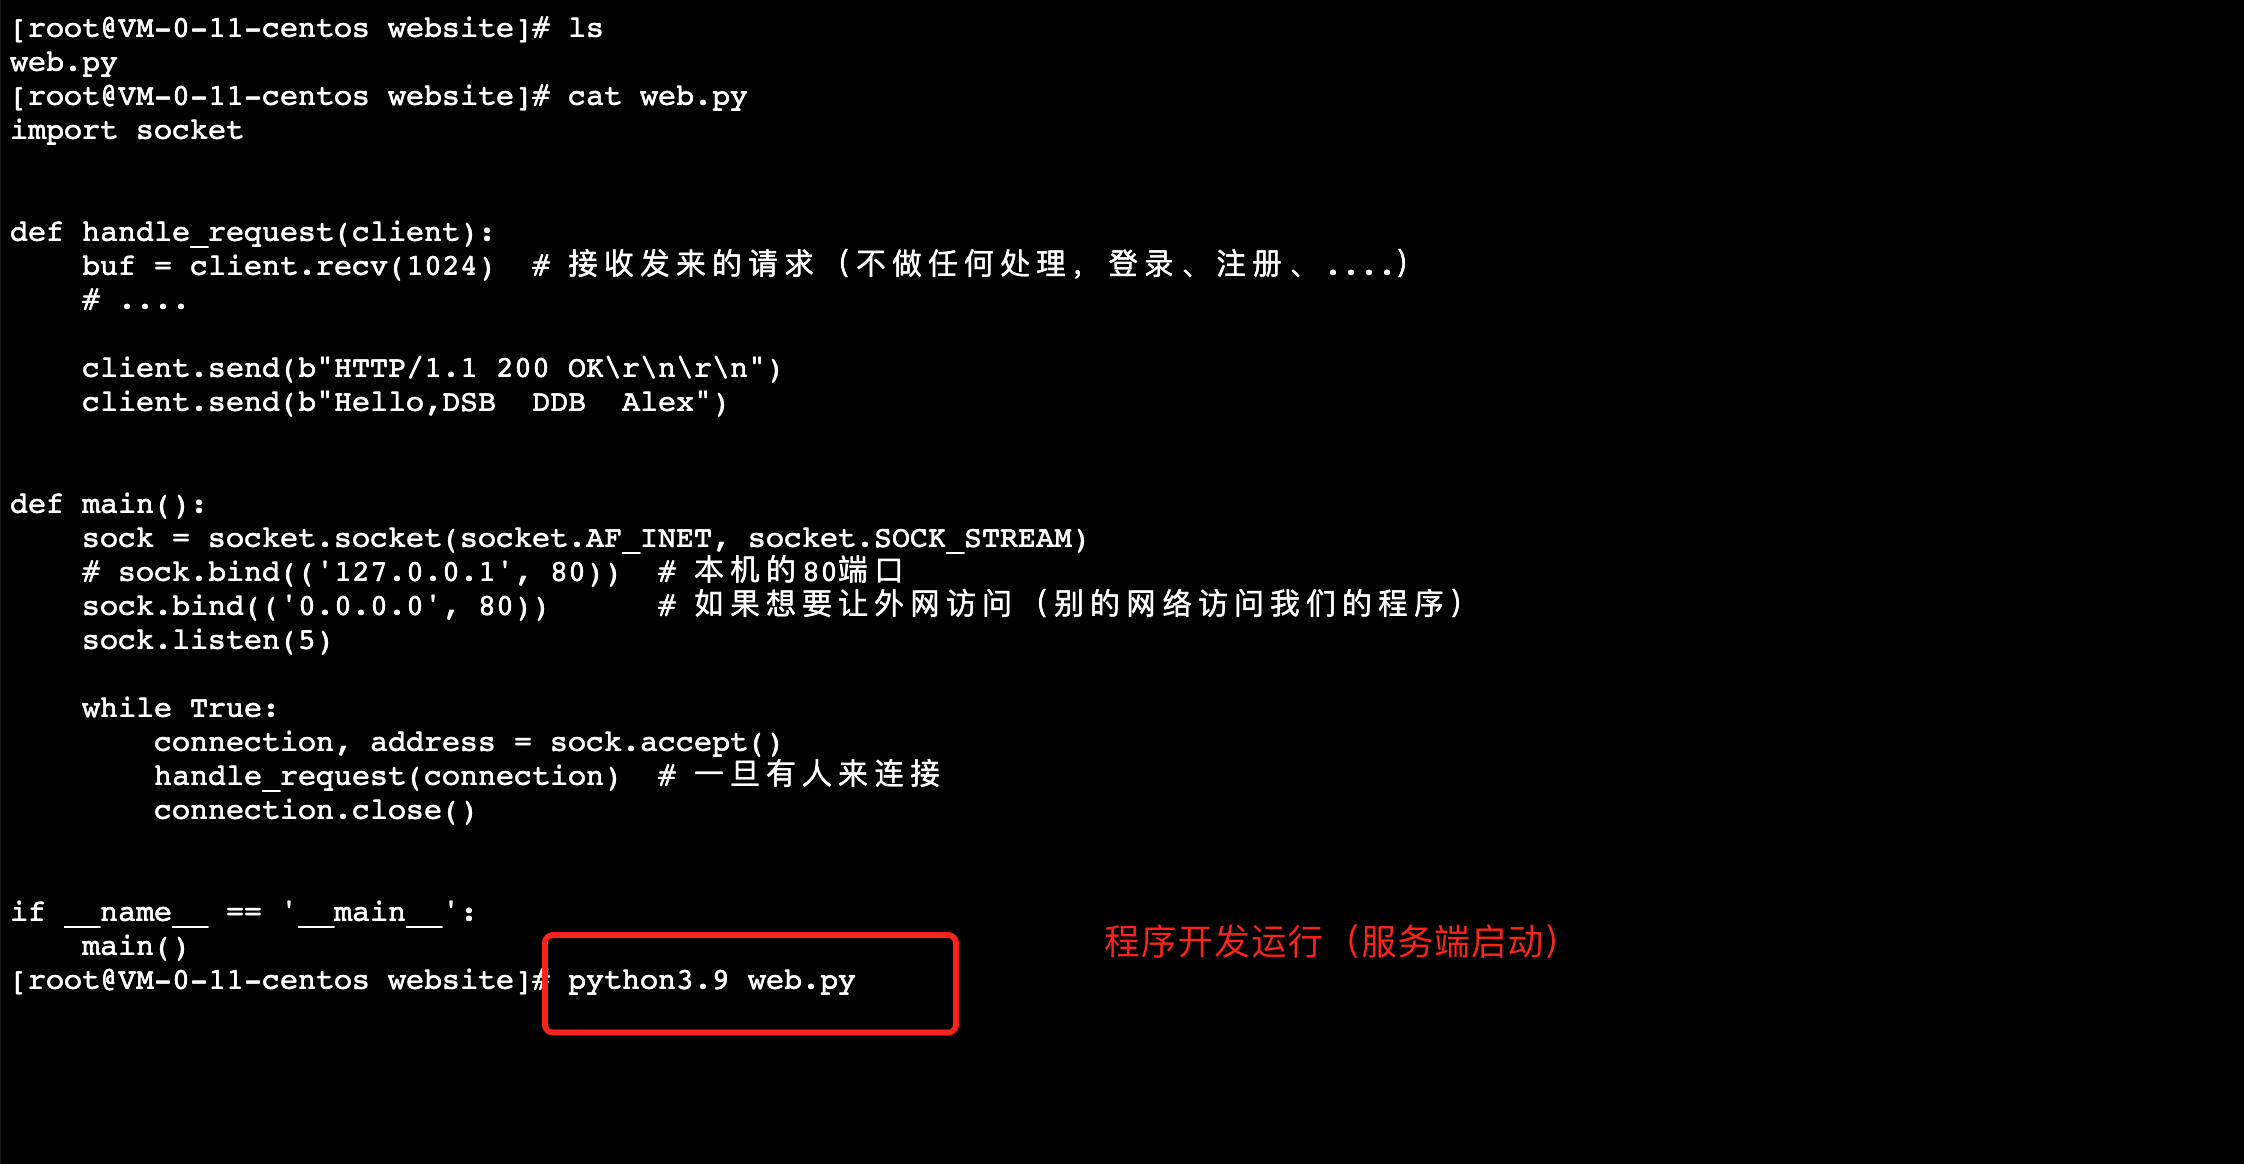 [root@VM-0-11-centos website]# ls
web.py
[root@VM-0-11-centos website]# cat web.py
import socket
def handle_request(client):
    buf = client.recv(1024)  # 接收发来的请求（不做任何处理，登录、注册、....）
    # ....
    client.send(b"HTTP/1.1 200 OK\r\n\r\n")
    client.send(b"Hello,DSB  DDB  Alex")
def main():
    sock = socket.socket(socket.AF_INET, socket.SOCK_STREAM)
    # sock.bind(('127.0.0.1', 80))  # 本机的80端口
    sock.bind(('0.0.0.0', 80))      # 如果想要让外网访问（别的网络访问我们的程序）
    sock.listen(5)
    while True:
        connection, address = sock.accept()
        handle_request(connection)  # 一旦有人来连接
        connection.close()
if __name__ == '__main__':
    main()
程序开发运行（服务端启动）
[root@VM-0-11-centos website]# python3.9 web.py